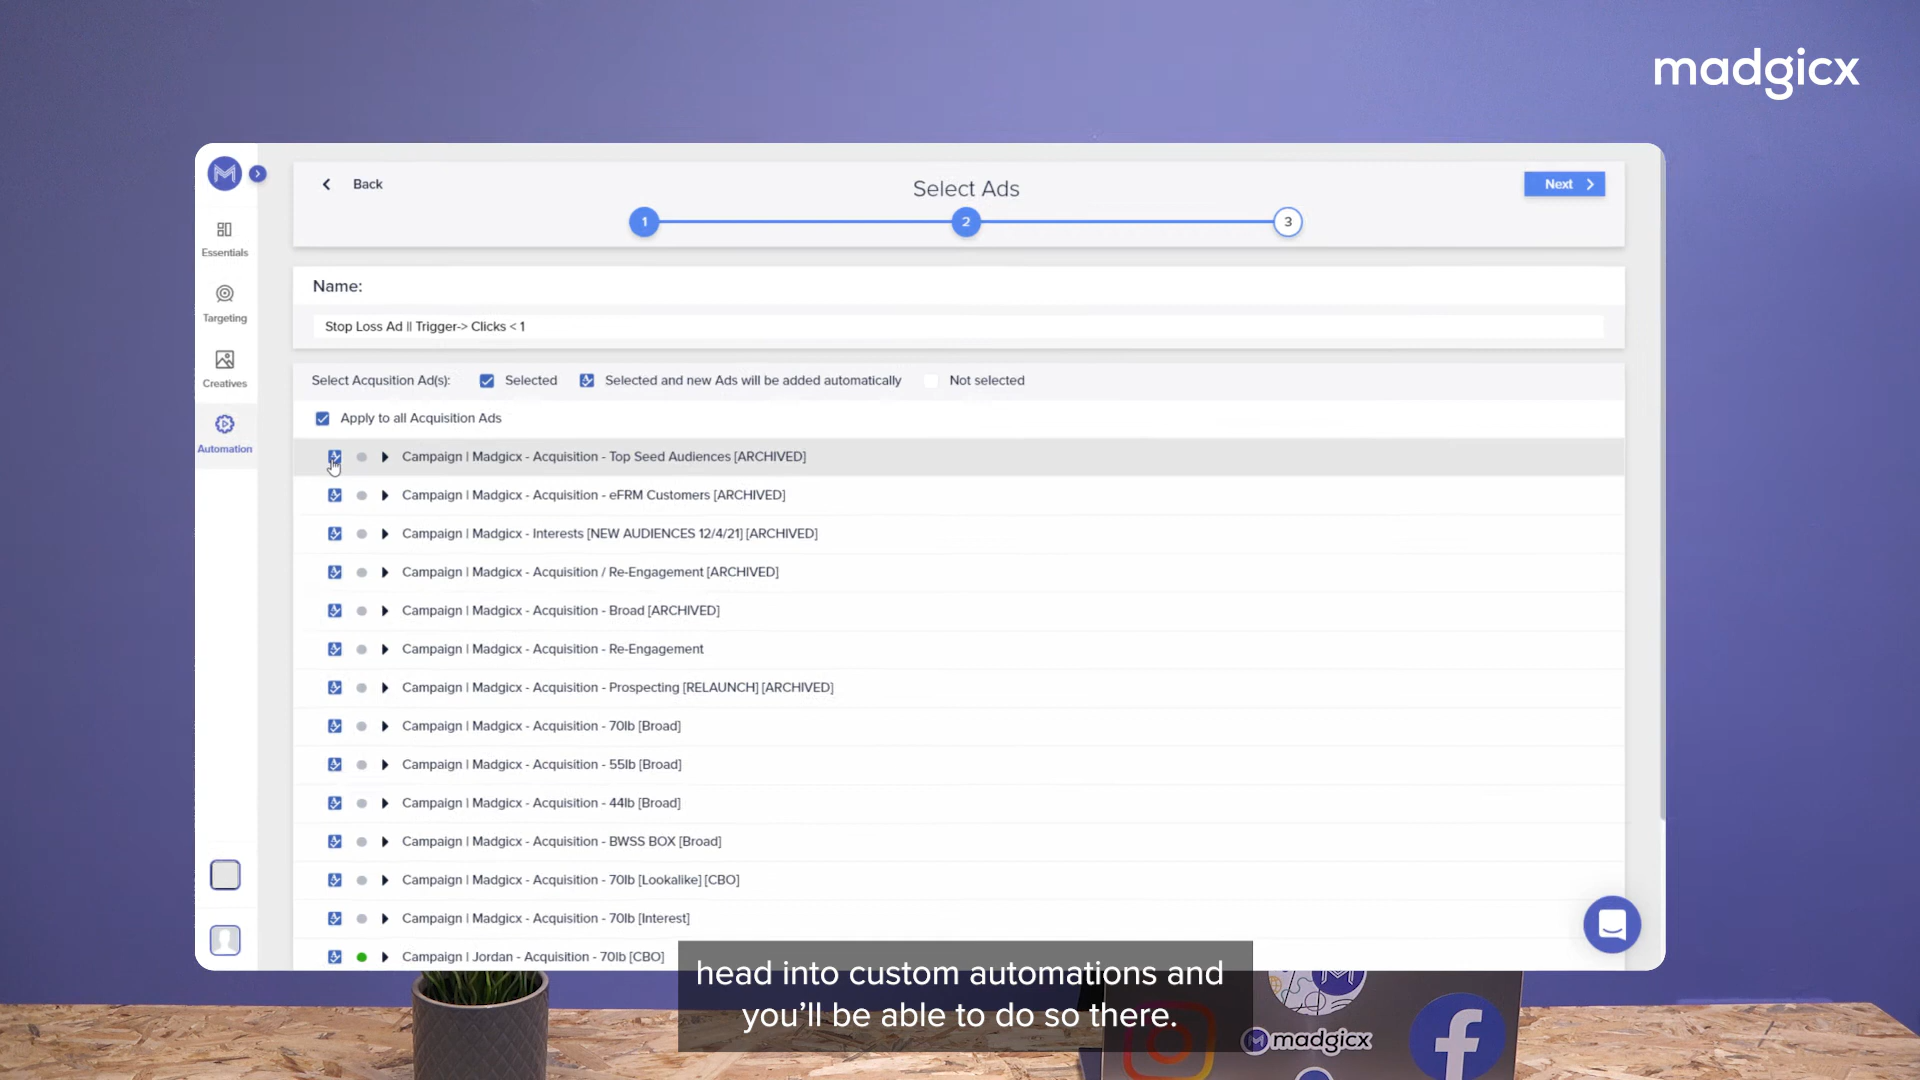 madgicx
Back
Select Ads
Next
1
2
3
Essentials
Targeting
Creatives
Automation
Name:
Stop Loss Ad || Trigger-> Clicks < 1
Select Acqusition Ad(s):
Selected
Selected and new Ads will be added automatically
Not selected
Apply to all Acquisition Ads
Campaign | Madgicx - Acquisition - Top Seed Audiences [ARCHIVED]
Campaign | Madgicx - Acquisition - eFRM Customers [ARCHIVED]
Campaign | Madgicx - Interests [NEW AUDIENCES 12/4/21] [ARCHIVED]
Campaign | Madgicx - Acquisition / Re-Engagement [ARCHIVED]
Campaign | Madgicx - Acquisition - Broad [ARCHIVED]
Campaign | Madgicx - Acquisition - Re-Engagement
Campaign | Madgicx - Acquisition - Prospecting [RELAUNCH] [ARCHIVED]
Campaign | Madgicx - Acquisition - 70lb [Broad]
Campaign | Madgicx - Acquisition - 55lb [Broad]
Campaign | Madgicx - Acquisition - 44lb [Broad]
Campaign | Madgicx - Acquisition - BWSS BOX [Broad]
Campaign | Madgicx - Acquisition - 70lb [Lookalike] [CBO]
Campaign | Madgicx - Acquisition - 70lb [Interest]
Campaign | Jordan - Acquisition - 70lb [CBO]
head into custom automations and
you'll be able to do so there.
madgicx